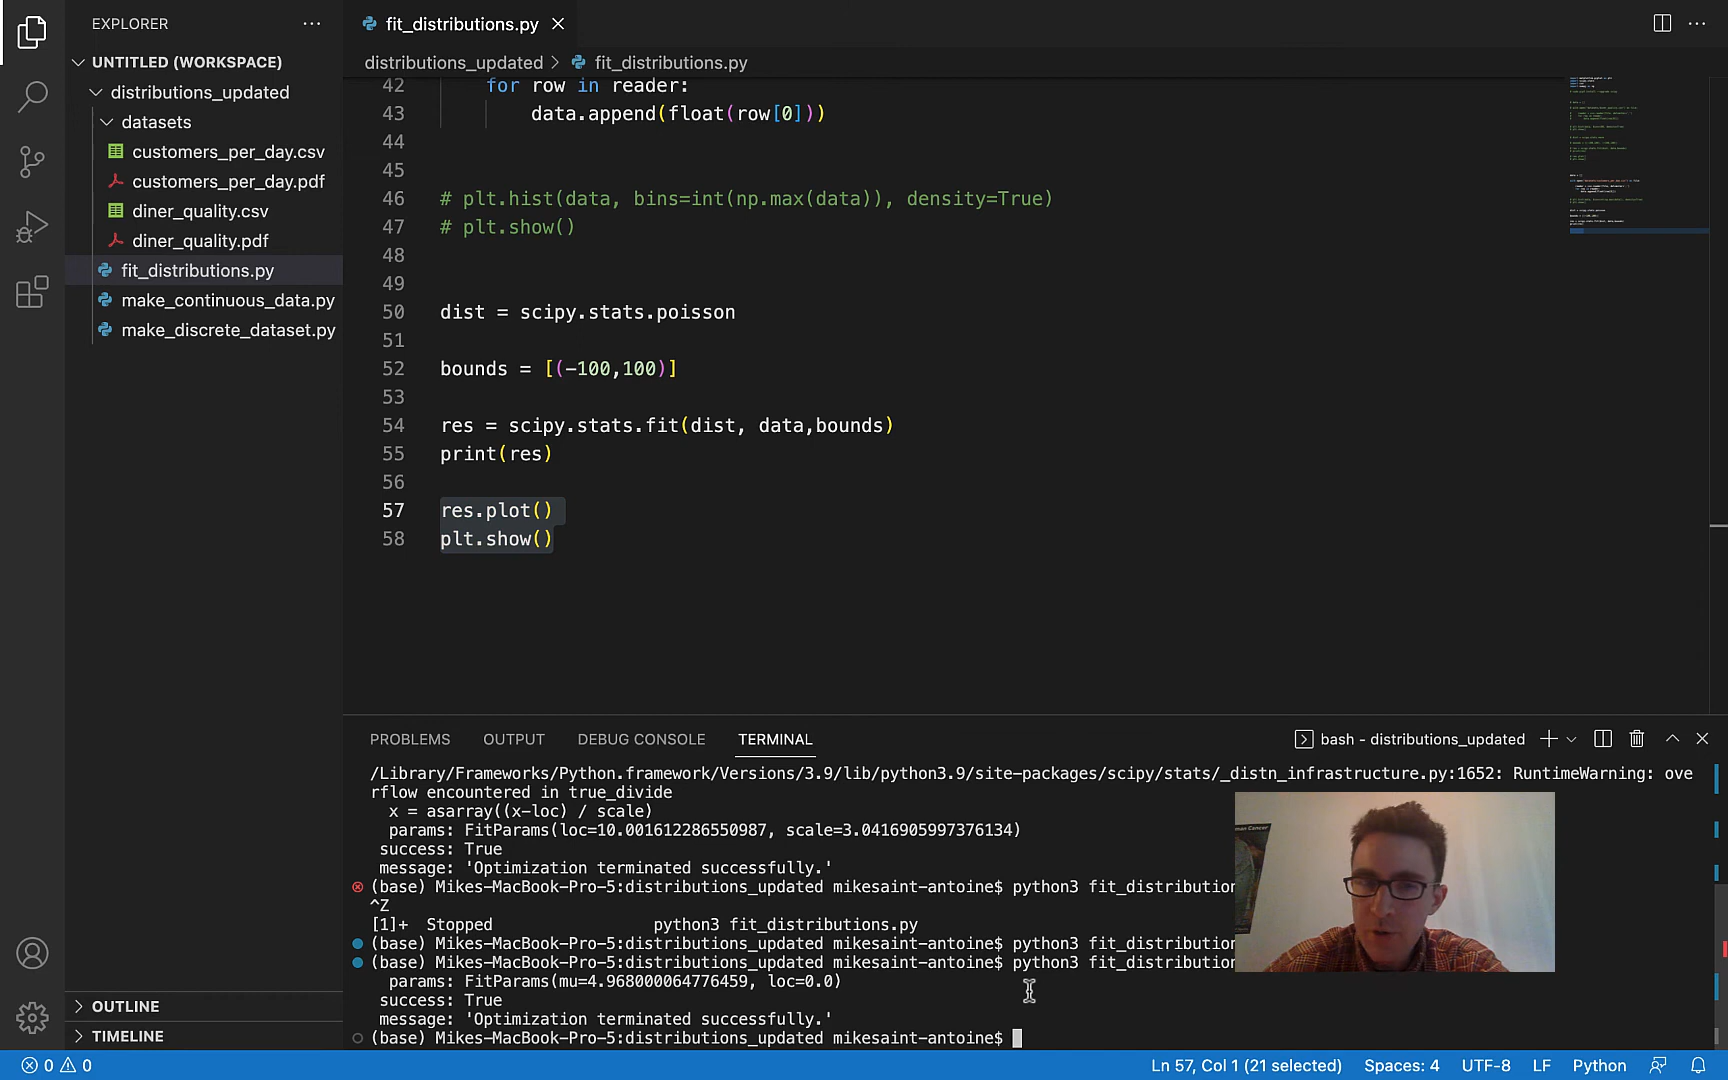 EXPLORER
UNTITLED (WORKSPACE)
distributions_updated
datasets
customers_per_day.csv
customers_per_day.pdf
diner_quality.csv
diner_quality.pdf
fit_distributions.py
make_continuous_data.py
make_discrete_dataset.py
OUTLINE
TIMELINE
fit_distributions.py
distributions_updated > fit_distributions.py
42 for row in reader:
43 data.append(float(row[0]))
44
45
46 # plt.hist(data, bins=int(np.max(data)), density=True)
47 # plt.show()
48
49
50 dist = scipy.stats.poisson
51
52 bounds = [(-100,100)]
53
54 res = scipy.stats.fit(dist, data,bounds)
55 print(res)
56
57 res.plot()
58 plt.show()
PROBLEMS OUTPUT DEBUG CONSOLE TERMINAL
bash - distributions_updated
/Library/Frameworks/Python.framework/Versions/3.9/lib/python3.9/site-packages/scipy/stats/_distn_infrastructure.py:1652: RuntimeWarning: ove
rflow encountered in true_divide
x = asarray((x-loc) / scale)
params: FitParams(loc=10.001612286550987, scale=3.0416905997376134)
success: True
message: 'Optimization terminated successfully.'
(base) Mikes-MacBook-Pro-5:distributions_updated mikesaint-antoine$ python3 fit_distribution
^Z
[1]+ Stopped python3 fit_distributions.py
(base) Mikes-MacBook-Pro-5:distributions_updated mikesaint-antoine$ python3 fit_distribution
(base) Mikes-MacBook-Pro-5:distributions_updated mikesaint-antoine$ python3 fit_distribution
params: FitParams(mu=4.968000064776459, loc=0.0)
success: True
message: 'Optimization terminated successfully.'
(base) Mikes-MacBook-Pro-5:distributions_updated mikesaint-antoine$
0 0
Ln 57, Col 1 (21 selected) Spaces: 4 UTF-8 LF Python